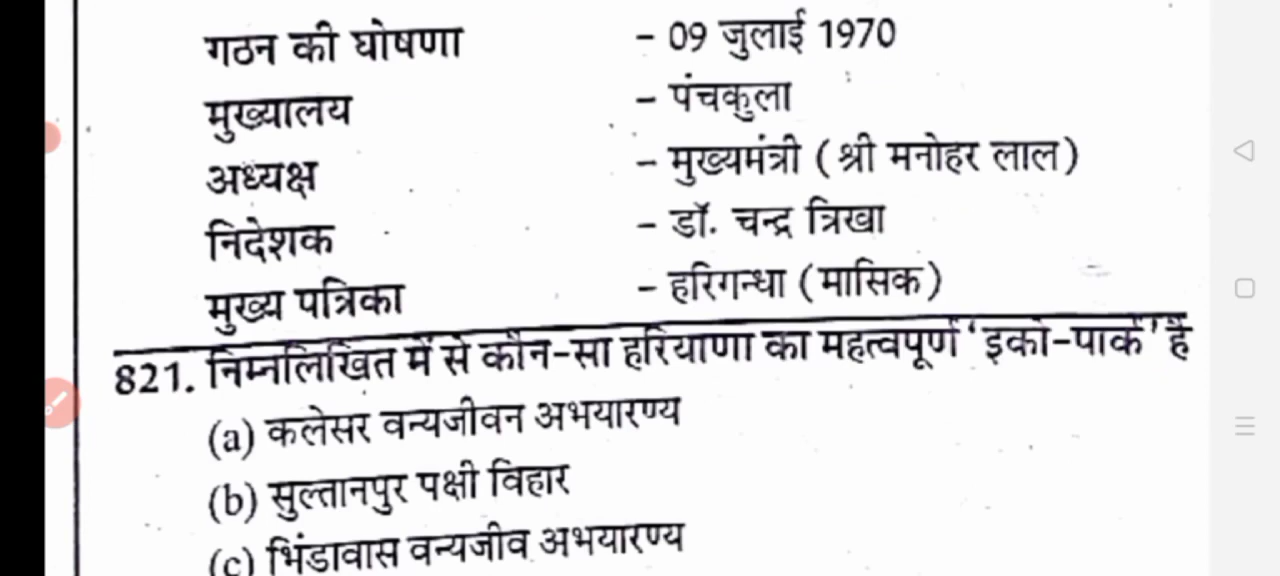 गठन की घोषणा - 09 जुलाई 1970
मुख्यालय - पंचकुला
अध्यक्ष - मुख्यमंत्री (श्री मनोहर लाल)
निदेशक - डॉ. चन्द्र त्रिखा
मुख्य पत्रिका - हरिगन्धा (मासिक)
821. निम्नलिखित में से कौन-सा हरियाणा का महत्वपूर्ण 'इको-पार्क' है
(a) कलेसर वन्यजीवन अभयारण्य
(b) सुल्तानपुर पक्षी विहार
(c) भिंडावास वन्यजीव अभयारण्य